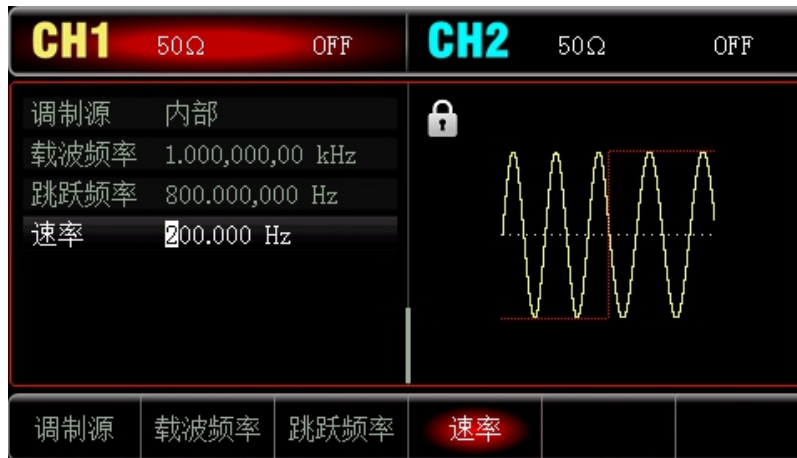 CH1 50Ω OFF CH2 50Ω OFF
调制源 内部
载波频率 1.000,000,00 kHz
跳跃频率 800.000,000 Hz
速率 200.000 Hz
调制源 载波频率 跳跃频率 速率